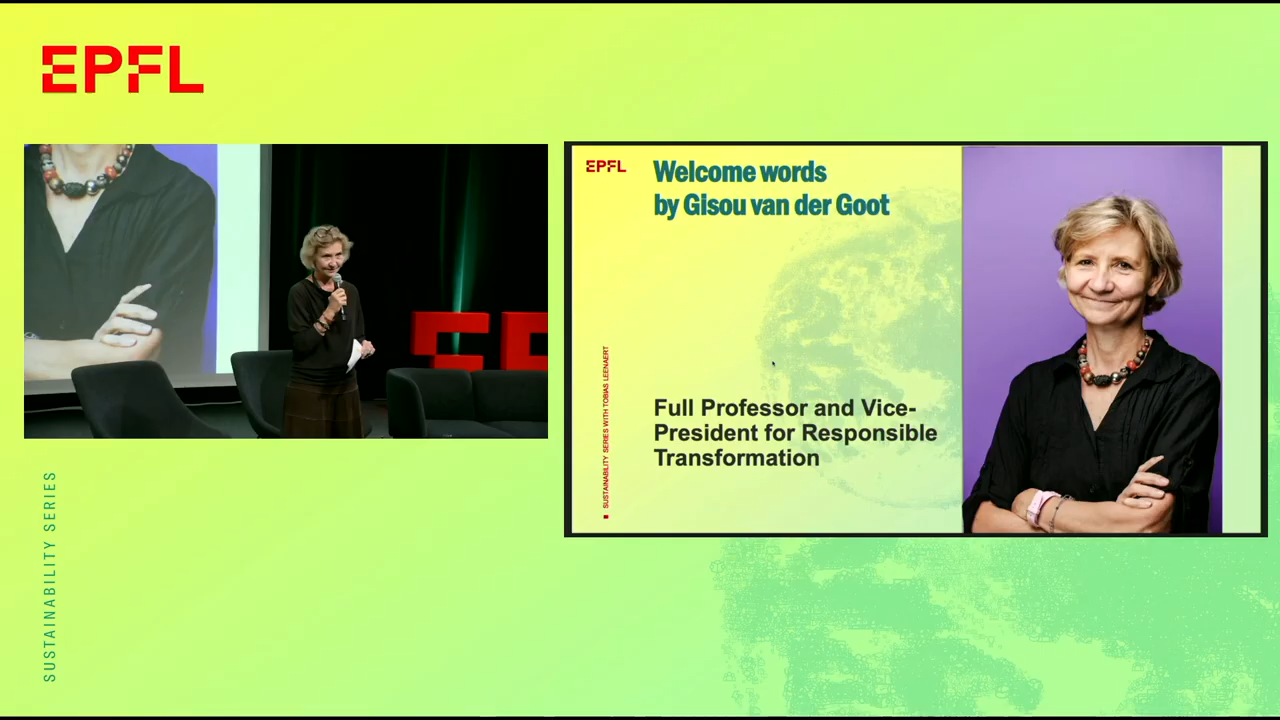 EPFL
EPFL
Welcome words
by Gisou van der Goot
Full Professor and Vice-
President for Responsible
Transformation
SUSTAINABILITY SERIES WITH TOBIAS LEENAERT
SUSTAINABILITY SERIES